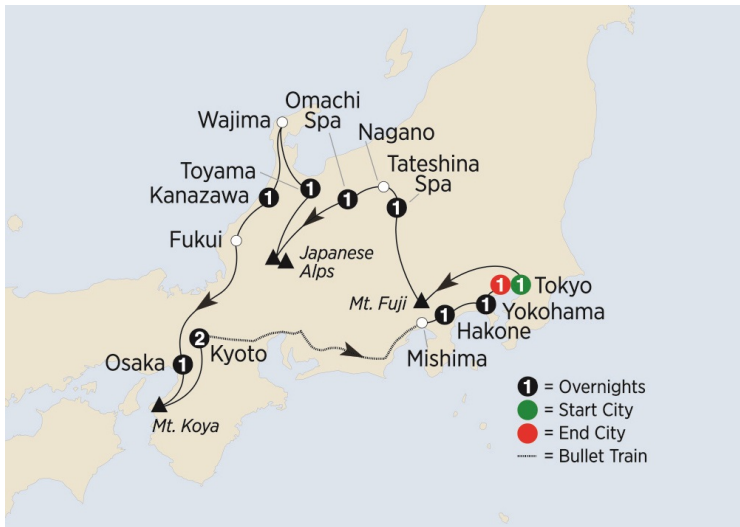 Omachi
Spa
Wajima
Nagano
Toyama
Tateshina
Spa
Kanazawa
1
1
1
1
Fukui
Japanese
Alps
Mt. Fuji
1
1
Tokyo
1
Yokohama
1
Hakone
Mishima
2
Kyoto
Osaka
1
Mt. Koya
1 = Overnights
= Start City
= End City
= Bullet Train